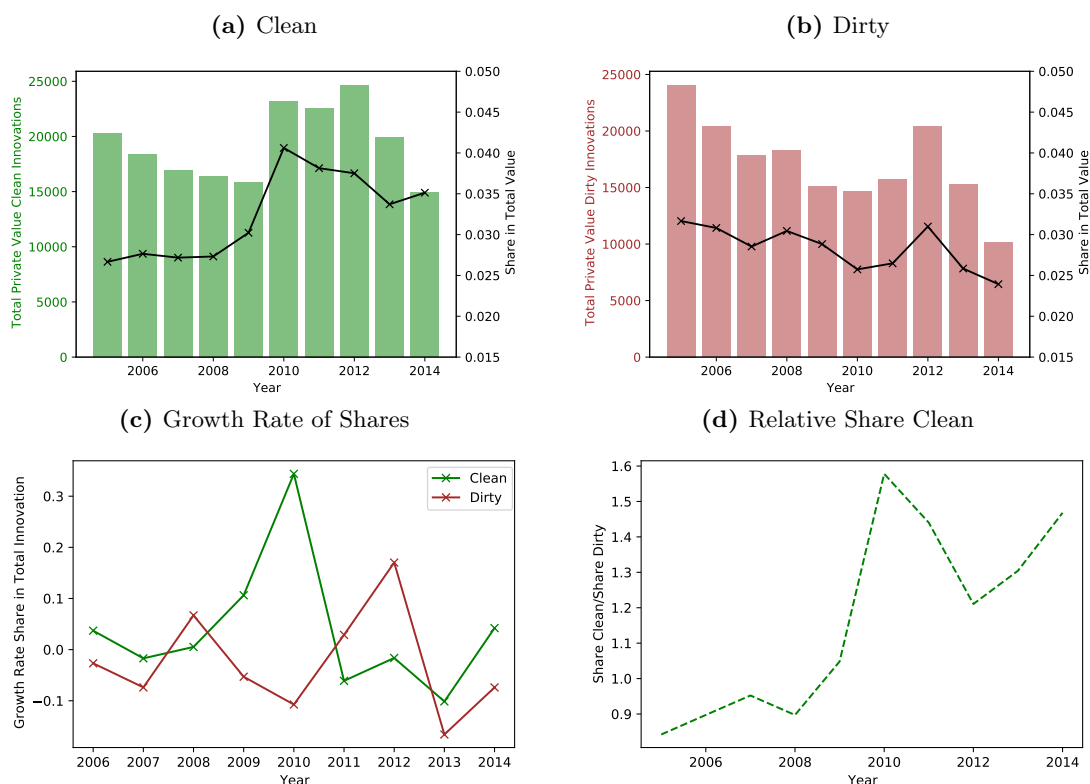 (a) Clean
Total Private Value Clean Innovations
25000
20000
15000
10000
5000
0
0.050
0.045
0.040
0.035
0.030
0.025
0.020
0.015
Share in Total Value
2006 2008 2010 2012 2014
Year
(b) Dirty
Total Private Value Dirty Innovations
25000
20000
15000
10000
5000
0
0.050
0.045
0.040
0.035
0.030
0.025
0.020
0.015
Share in Total Value
2006 2008 2010 2012 2014
Year
(c) Growth Rate of Shares
Growth Rate Share in Total Innovation
0.3
0.2
0.1
0.0
−0.1
Clean
Dirty
2006 2007 2008 2009 2010 2011 2012 2013 2014
Year
(d) Relative Share Clean
Share Clean/Share Dirty
1.6
1.5
1.4
1.3
1.2
1.1
1.0
0.9
2006 2008 2010 2012 2014
Year